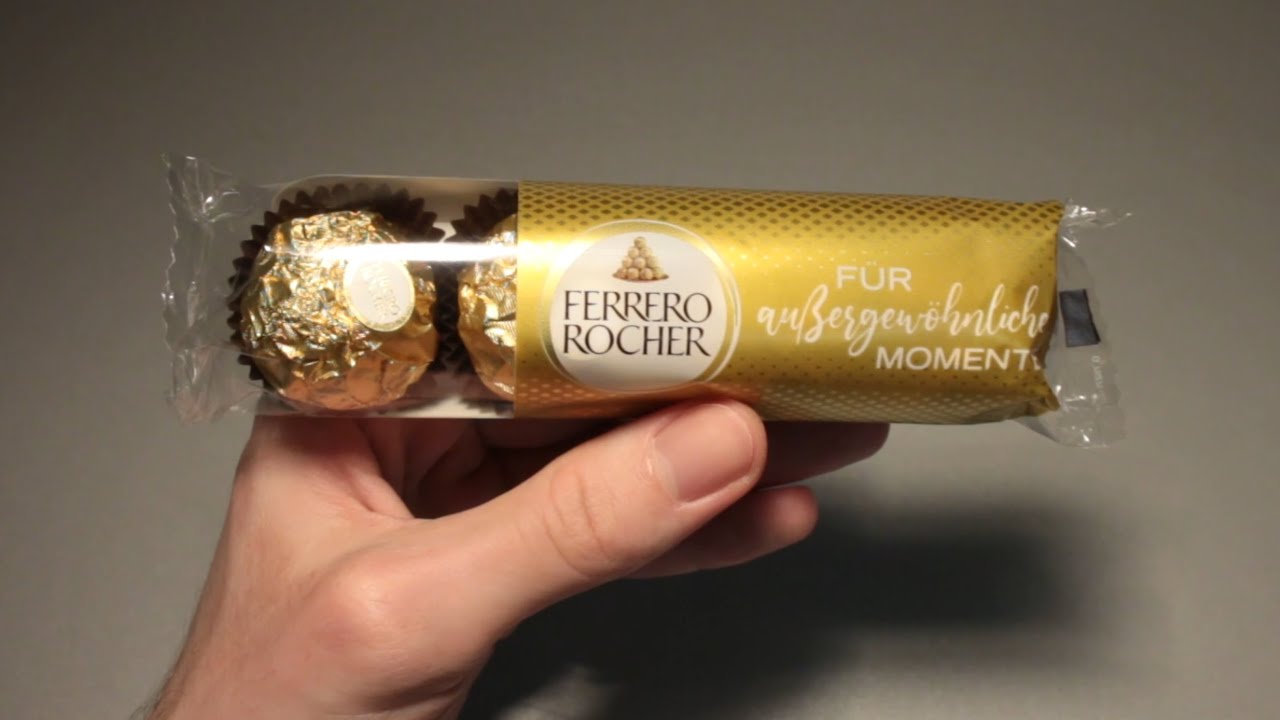 FERRERO
ROCHER
FÜR
außergewöhnliche
MOMENTE